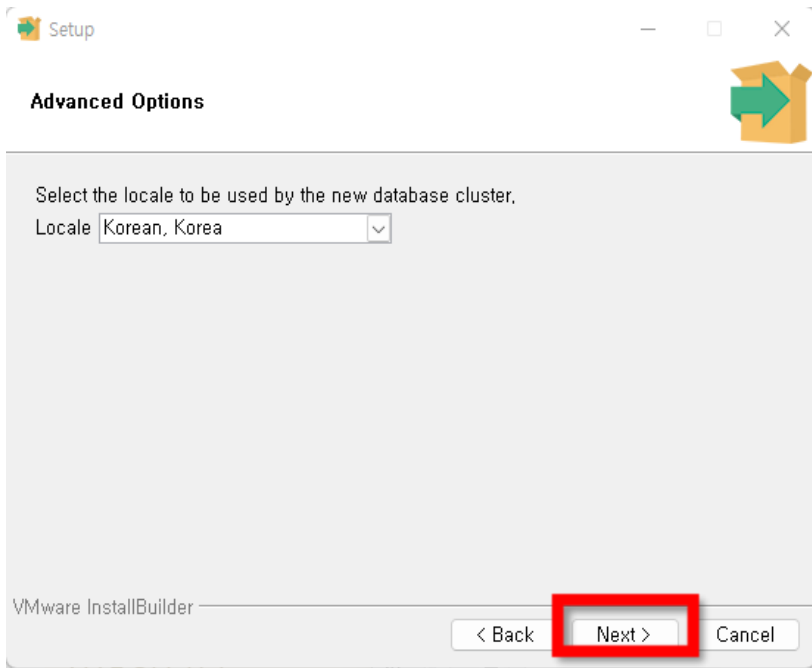 Setup
Advanced Options
Select the locale to be used by the new database cluster.
Locale Korean, Korea
VMware InstallBuilder
< Back Next > Cancel